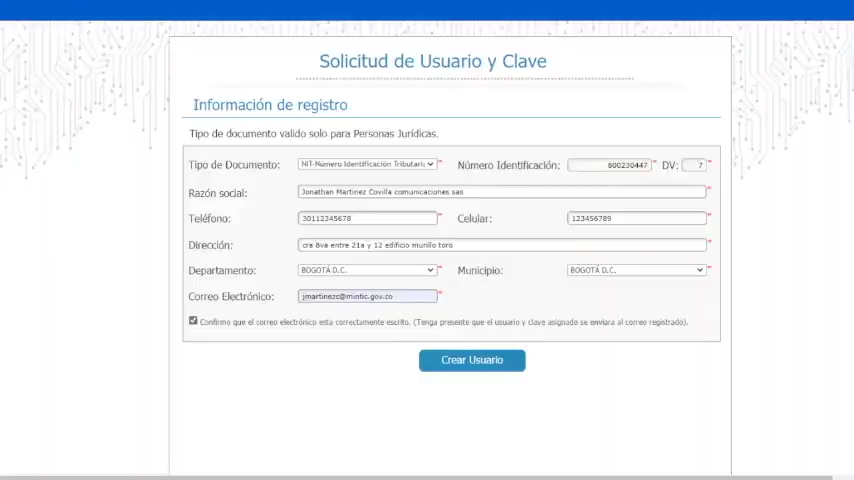 Solicitud de Usuario y Clave
Información de registro
Tipo de documento valido solo para Personas Jurídicas.
Tipo de Documento: NIT-Número Identificación Tributaria * Número Identificación: 800230447 * DV: 7 *
Razón social: Jonathan Martinez Covilla comunicaciones sas *
Teléfono: 30112345678 * Celular: 123456789 *
Dirección: cra 8va entre 21a y 12 edificio murillo toro *
Departamento: BOGOTÁ D.C. * Municipio: BOGOTÁ D.C. *
Correo Electrónico: jmartinezc@mintic.gov.co *
Confirmo que el correo electrónico esta correctamente escrito. (Tenga presente que el usuario y clave asignado se enviara al correo registrado).
Crear Usuario